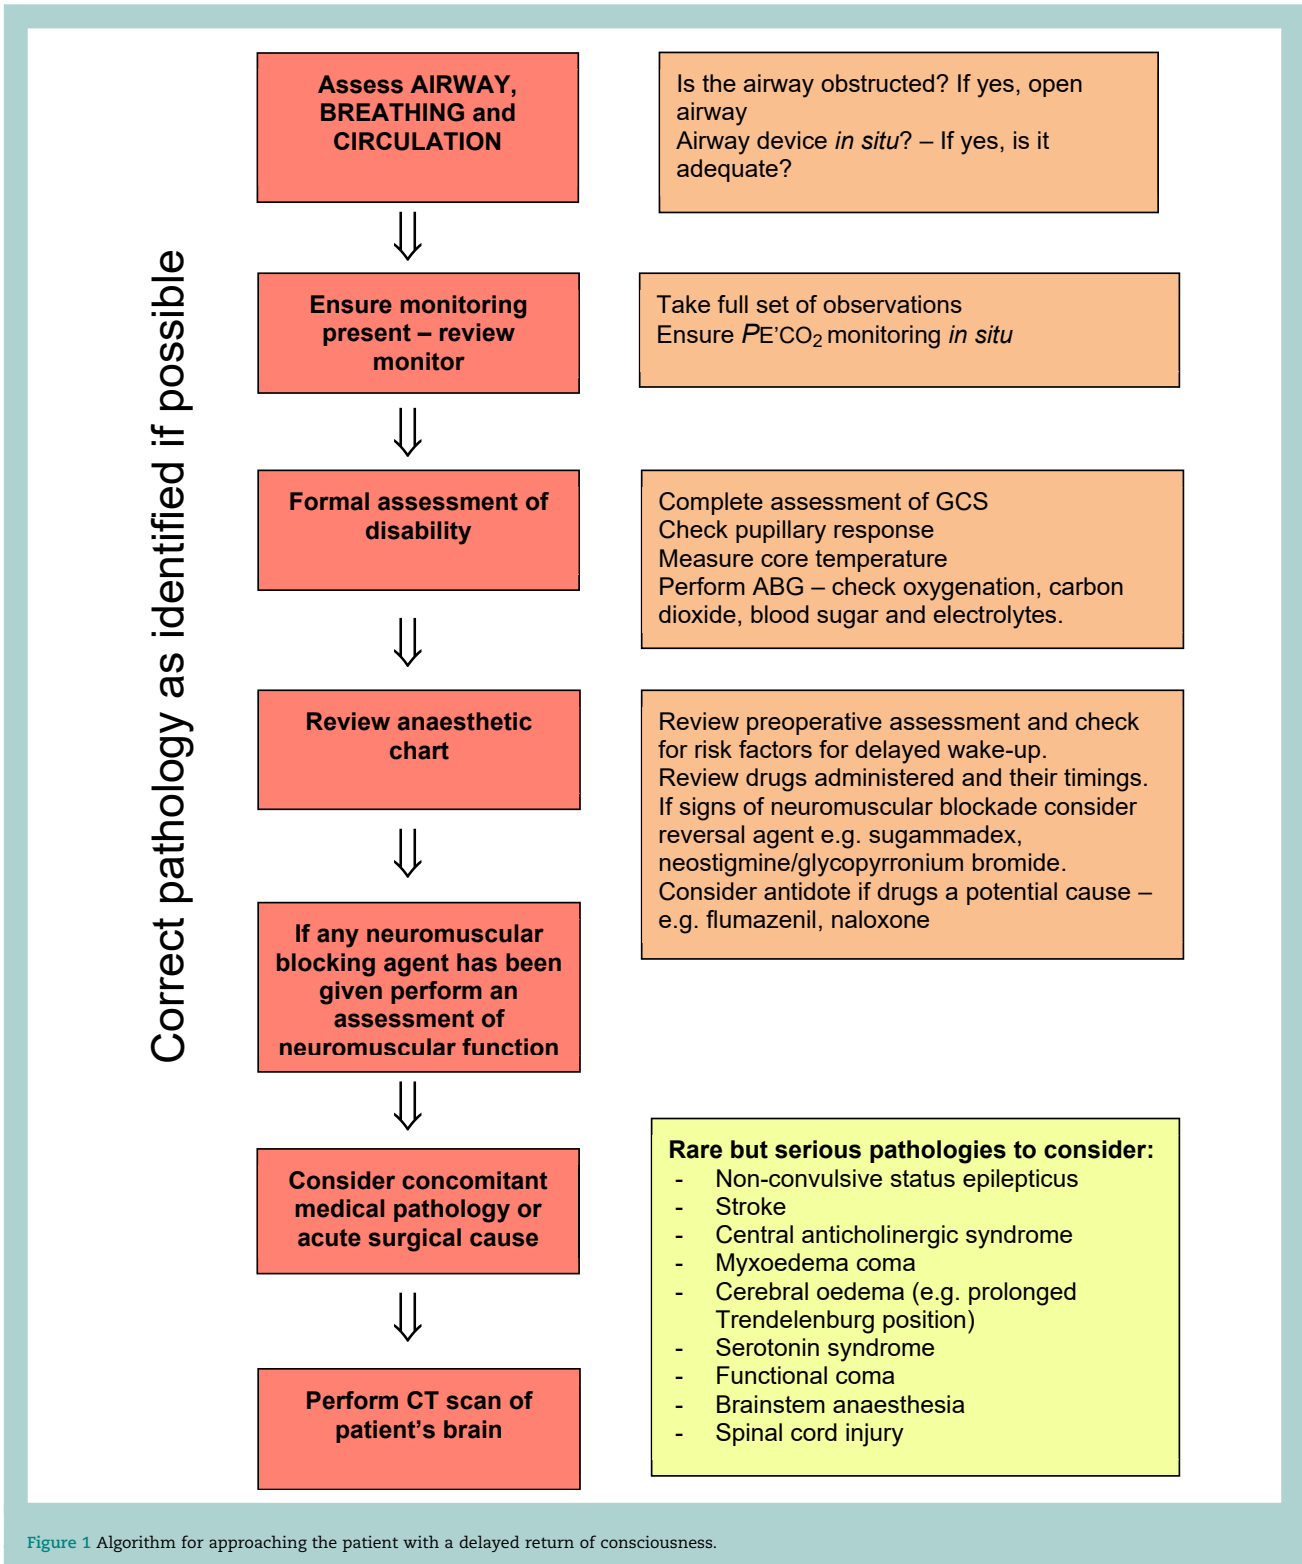 Correct pathology as identified if possible
Assess AIRWAY,
BREATHING and
CIRCULATION
Is the airway obstructed? If yes, open
airway
Airway device in situ? – If yes, is it
adequate?
Ensure monitoring
present – review
monitor
Take full set of observations
Ensure PE'CO₂ monitoring in situ
Formal assessment of
disability
Complete assessment of GCS
Check pupillary response
Measure core temperature
Perform ABG – check oxygenation, carbon
dioxide, blood sugar and electrolytes.
Review anaesthetic
chart
Review preoperative assessment and check
for risk factors for delayed wake-up.
Review drugs administered and their timings.
If signs of neuromuscular blockade consider
reversal agent e.g. sugammadex,
neostigmine/glycopyrronium bromide.
Consider antidote if drugs a potential cause –
e.g. flumazenil, naloxone
If any neuromuscular
blocking agent has been
given perform an
assessment of
neuromuscular function
Consider concomitant
medical pathology or
acute surgical cause
Rare but serious pathologies to consider:
- Non-convulsive status epilepticus
- Stroke
- Central anticholinergic syndrome
- Myxoedema coma
- Cerebral oedema (e.g. prolonged
Trendelenburg position)
- Serotonin syndrome
- Functional coma
- Brainstem anaesthesia
- Spinal cord injury
Perform CT scan of
patient's brain
Figure 1 Algorithm for approaching the patient with a delayed return of consciousness.